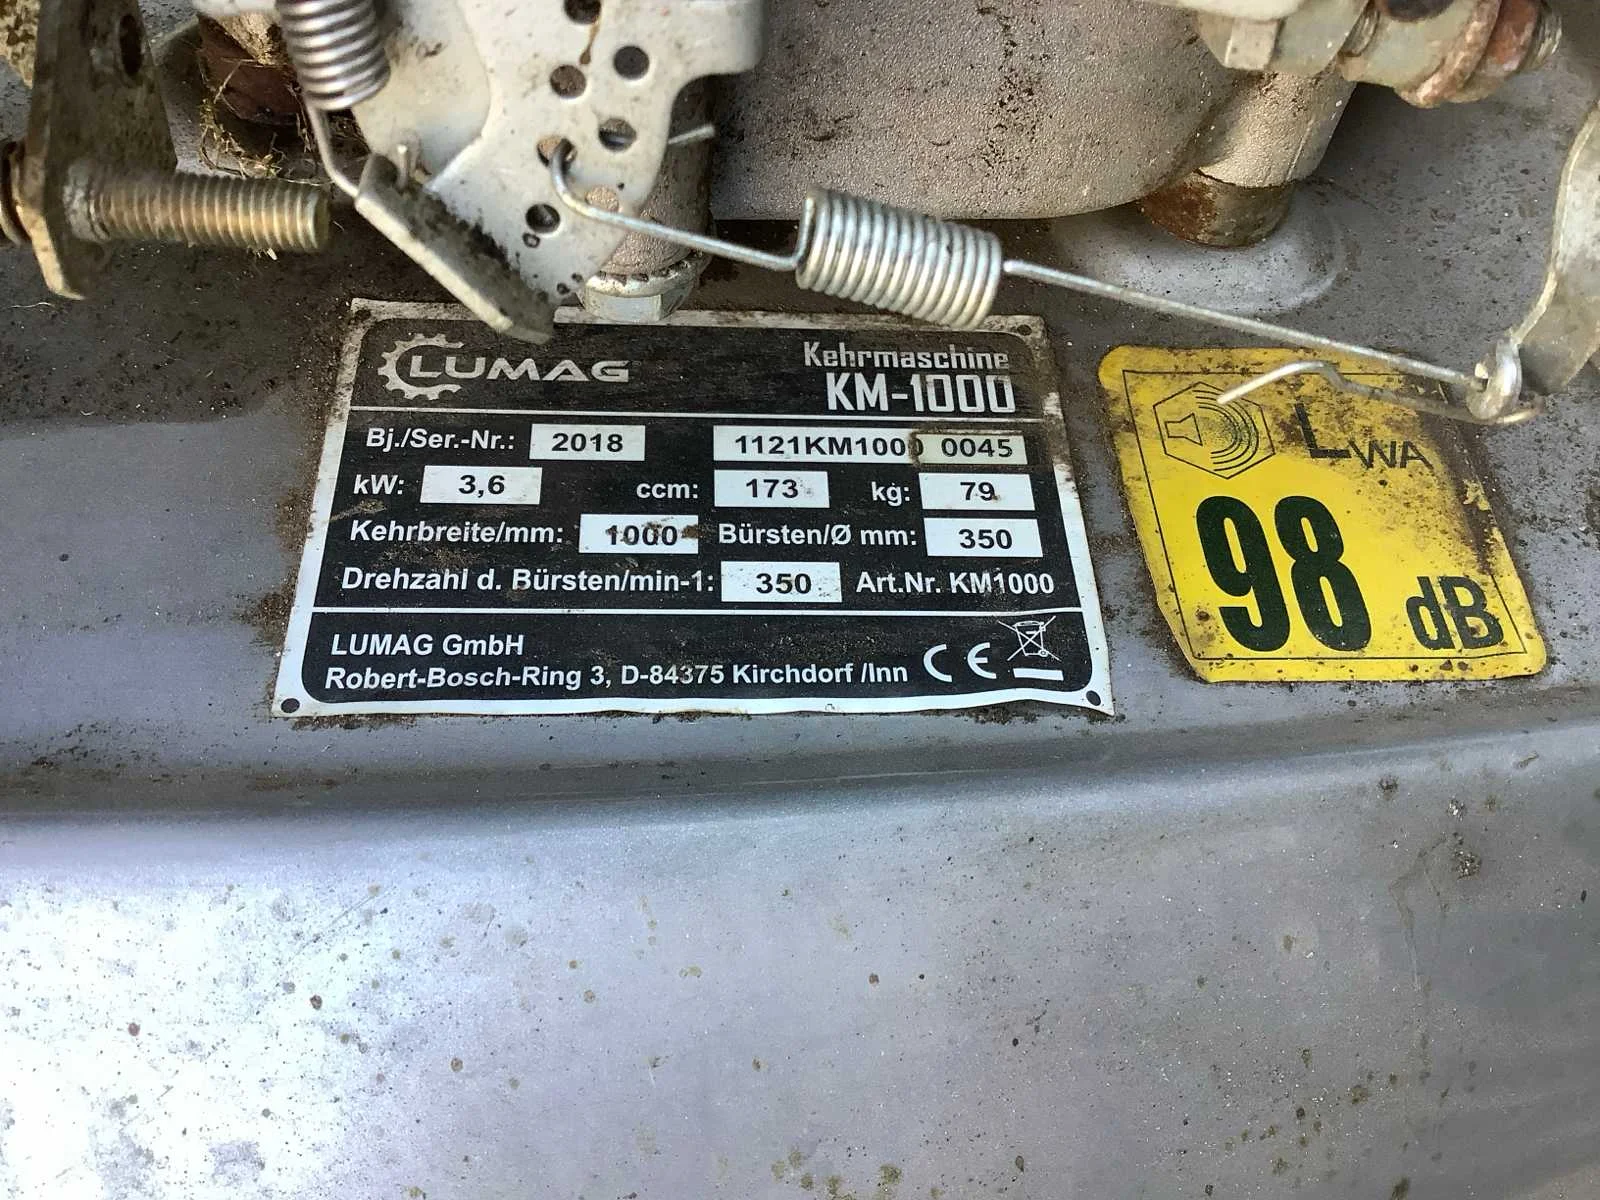 LUMAG
Kehrmaschine
KM-1000
Bj./Ser.-Nr.: 2018 1121KM1000 0045
kW: 3,6 ccm: 173 kg: 79
Kehrbreite/mm: 1000 Bürsten/Ø mm: 350
Drehzahl d. Bürsten/min-1: 350 Art.Nr. KM1000
LUMAG GmbH
Robert-Bosch-Ring 3, D-84375 Kirchdorf /Inn CE
LWA
98 dB